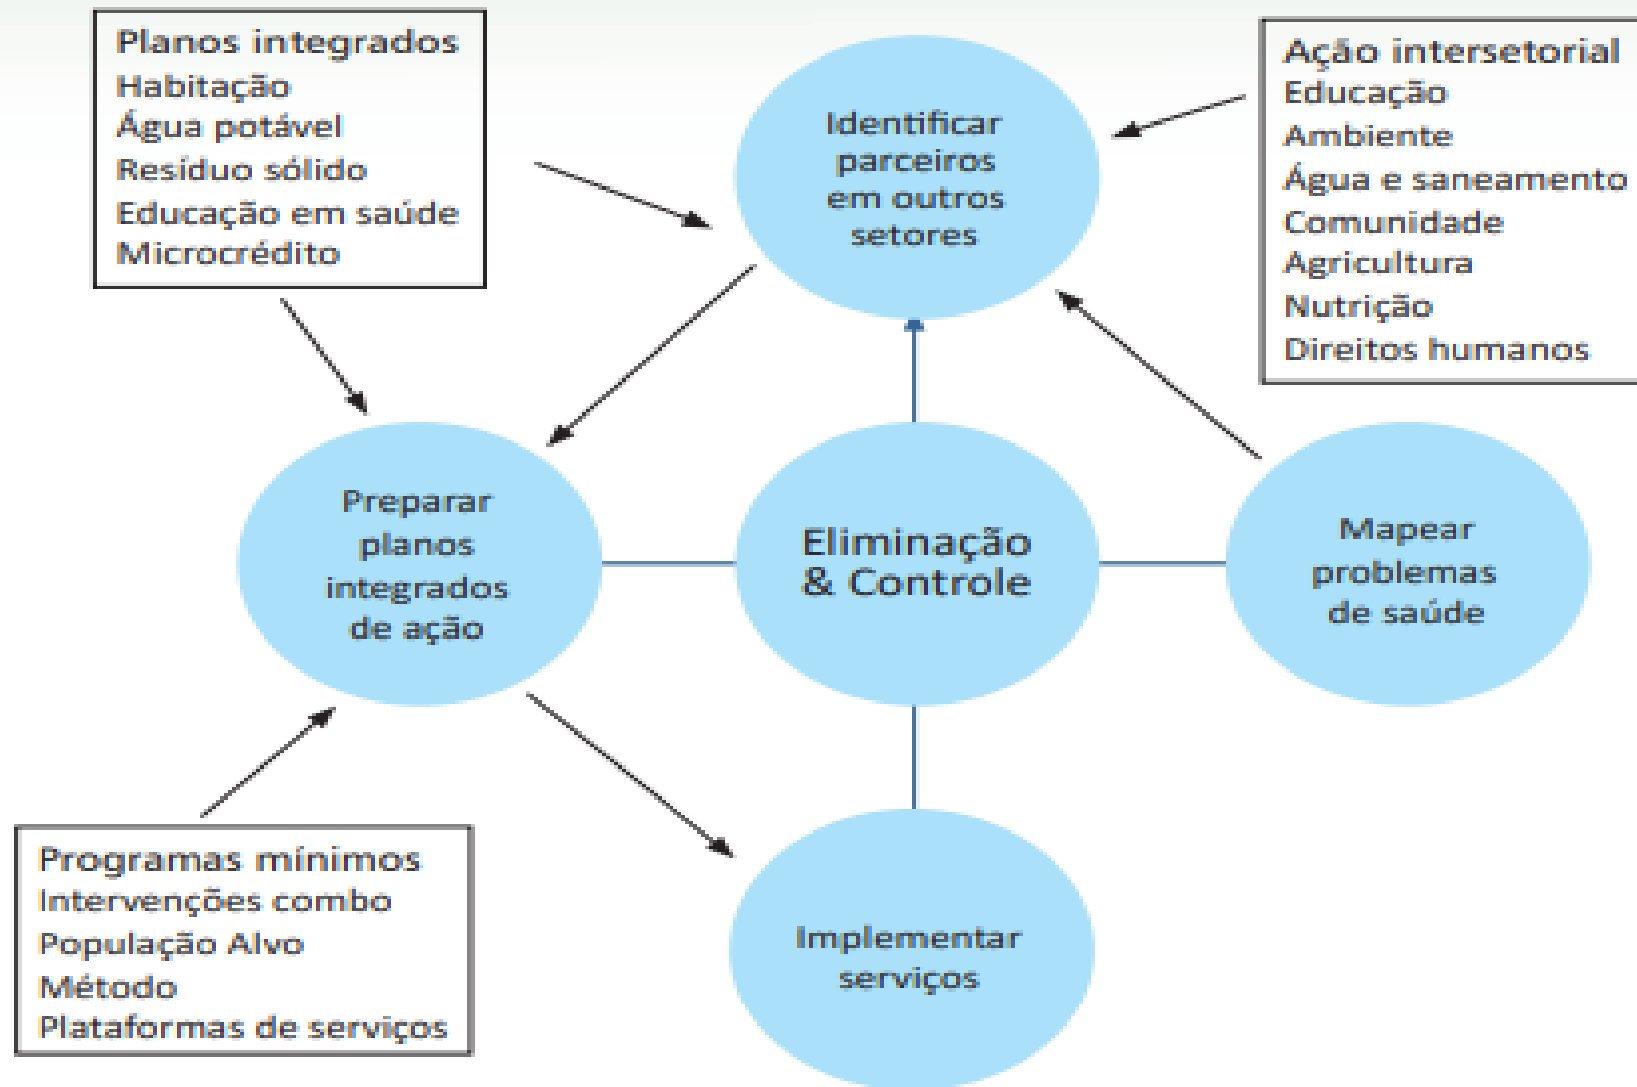 Planos integrados
Habitação
Água potável
Resíduo sólido
Educação em saúde
Microcrédito
Identificar
parceiros
em outros
setores
Ação intersetorial
Educação
Ambiente
Água e saneamento
Comunidade
Agricultura
Nutrição
Direitos humanos
Preparar
planos
integrados
de ação
Eliminação
& Controle
Mapear
problemas
de saúde
Programas mínimos
Intervenções combo
População Alvo
Método
Plataformas de serviços
Implementar
serviços